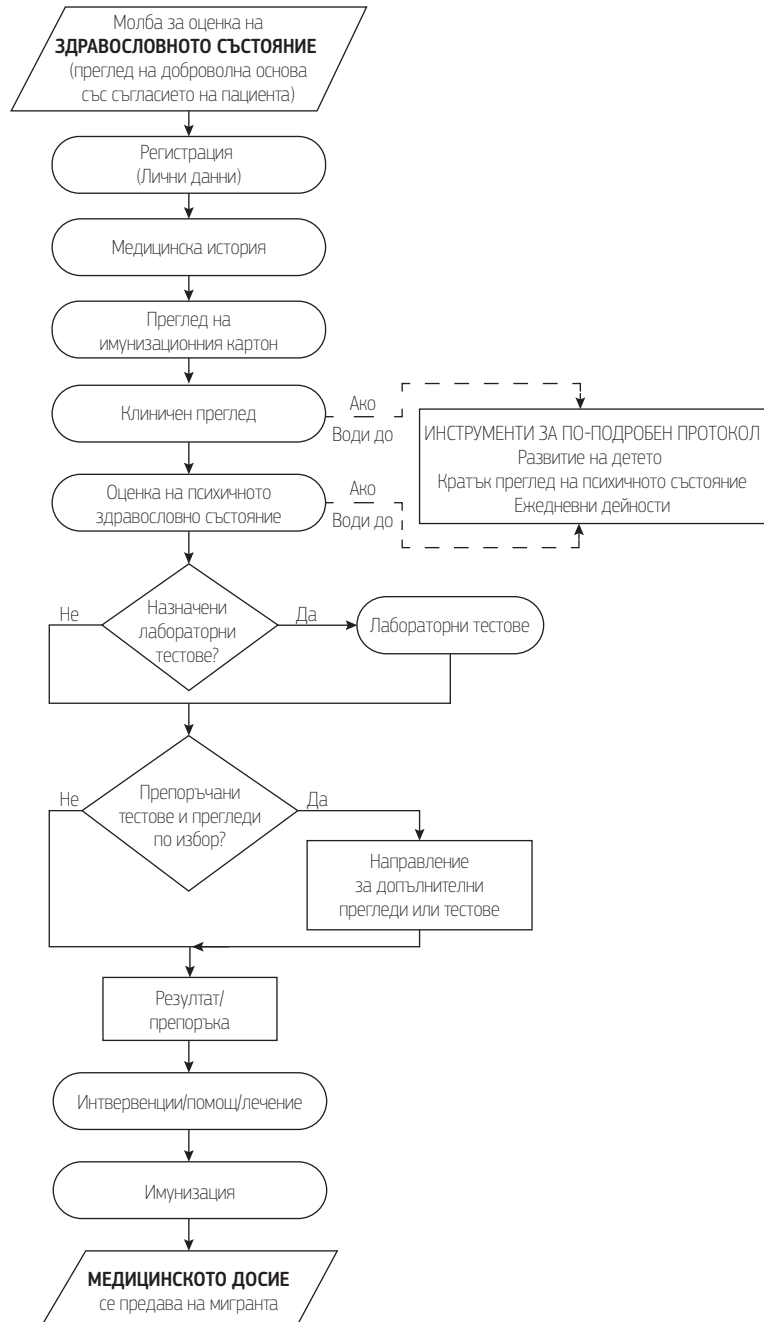 Молба за оценка на
ЗДРАВОСЛОВНОТО СЪСТОЯНИЕ
(преглед на доброволна основа
със съгласието на пациента)
Регистрация
(Лични данни)
Медицинска история
Преглед на
имунизационния картон
Клиничен преглед
Ако
Води до
ИНСТРУМЕНТИ ЗА ПО-ПОДРОБЕН ПРОТОКОЛ
Развитие на детето
Кратък преглед на психичното състояние
Ежедневни дейности
Оценка на психичното
здравословно състояние
Ако
Води до
Не
Назначени
лабораторни
тестове?
Да
Лабораторни тестове
Не
Препоръчани
тестове и прегледи
по избор?
Да
Направление
за допълнителни
прегледи или тестове
Резултат/
препоръка
Интвервенции/помощ/лечение
Имунизация
МЕДИЦИНСКОТО ДОСИЕ
се предава на мигранта